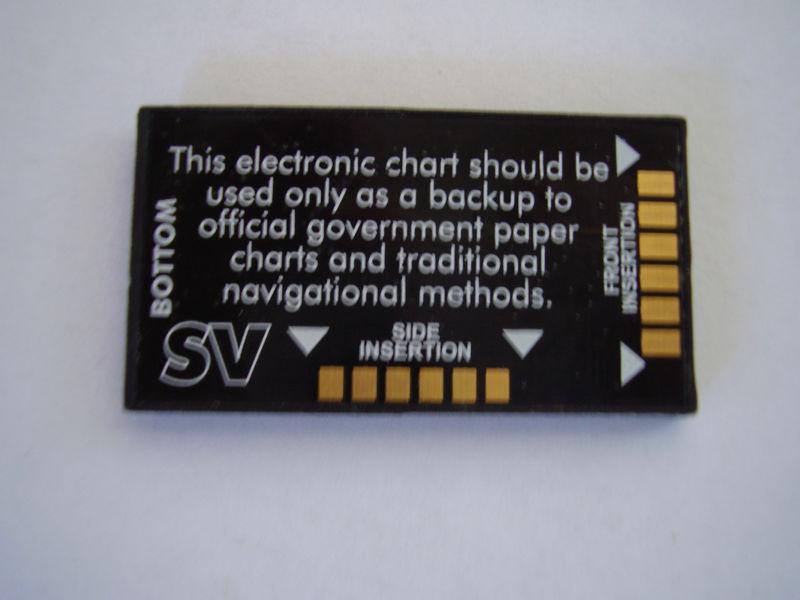 This electronic chart should be
used only as a backup to
official government paper
charts and traditional
navigational methods.
BOTTOM
SV
SIDE
INSERTION
FRONT
INSERTION